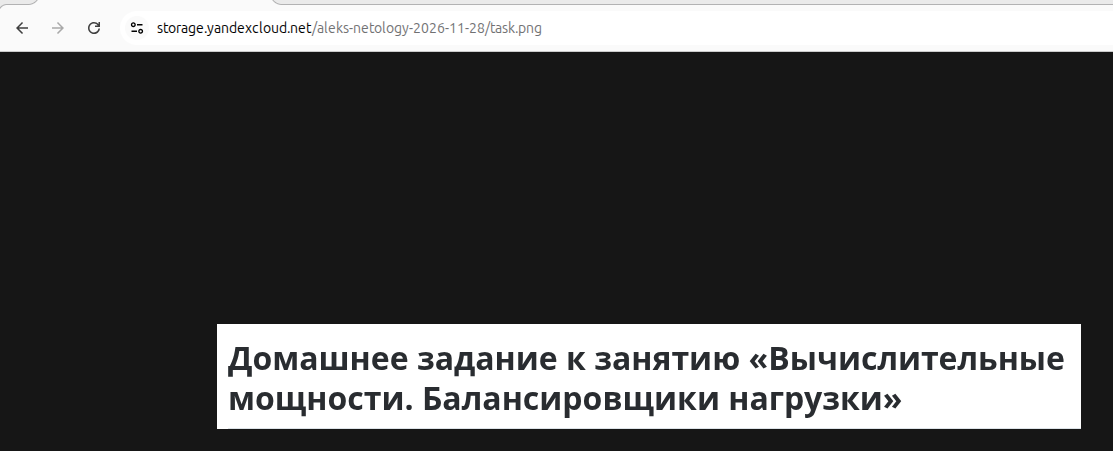 storage.yandexcloud.net/aleks-netology-2026-11-28/task.png
Домашнее задание к занятию «Вычислительные
мощности. Балансировщики нагрузки»